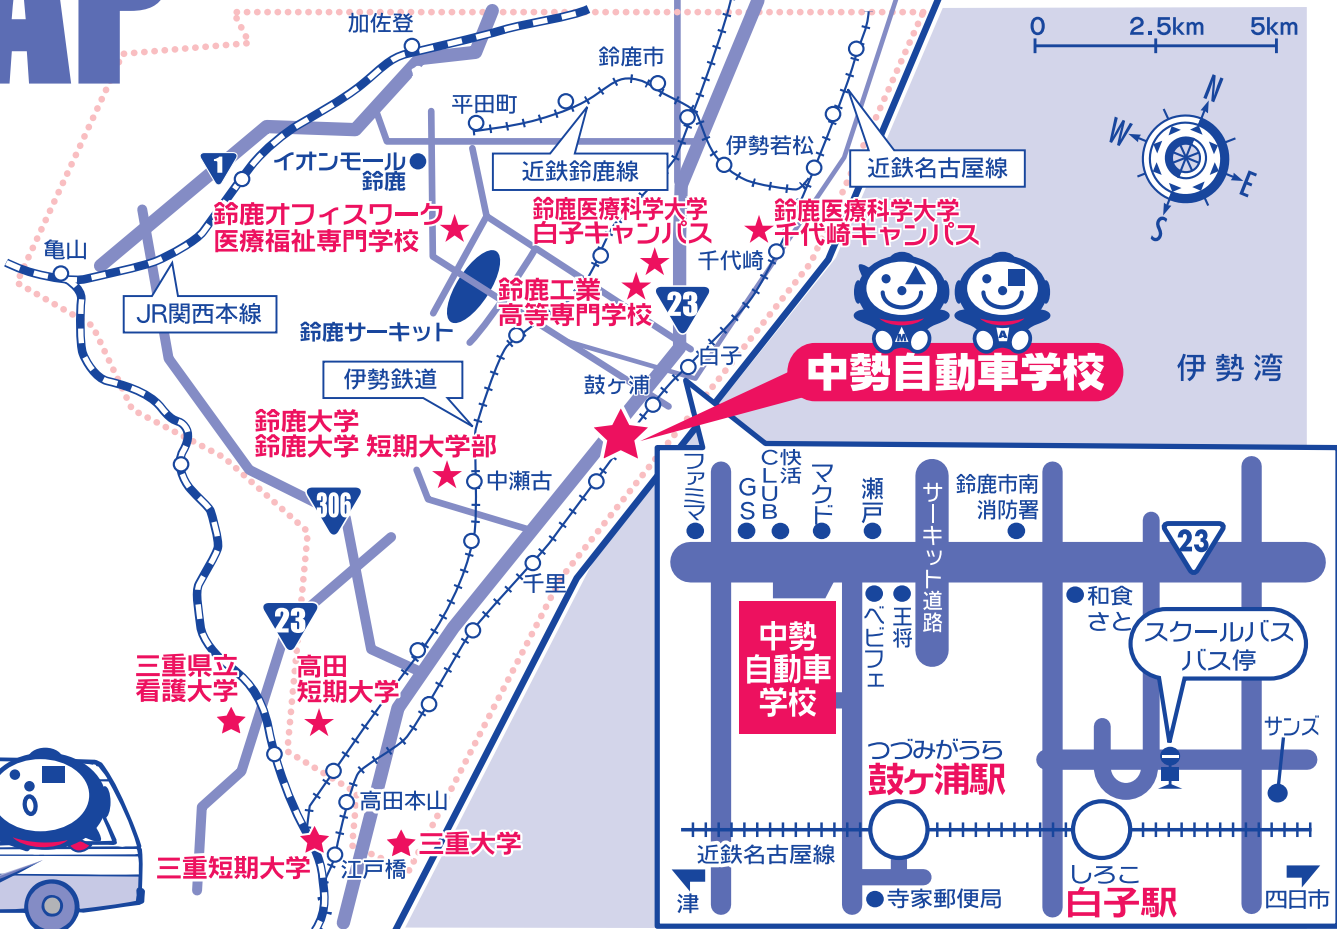 AP
加佐登
鈴鹿市
平田町
伊勢若松
近鉄鈴鹿線
近鉄名古屋線
0 2.5km 5km
N
W
E
S
1
イオンモール
鈴鹿
鈴鹿オフィスワーク
医療福祉専門学校
鈴鹿医療科学大学
白子キャンパス
鈴鹿医療科学大学
千代崎キャンパス
千代崎
亀山
JR関西本線
鈴鹿工業
高等専門学校
23
鈴鹿サーキット
白子
M
A
中勢自動車学校
伊勢湾
伊勢鉄道
鼓ヶ浦
鈴鹿大学
鈴鹿大学 短期大学部
中瀬古
306
千里
23
三重県立
看護大学
高田
短期大学
高田本山
三重大学
三重短期大学
江戸橋
ファミマ
GS
快活
CLUB
マクド
瀬戸
サーキット道路
鈴鹿市南
消防署
23
中勢
自動車
学校
ベビフェ
王将
和食
さと
スクールバス
バス停
サンズ
つづみがうら
鼓ヶ浦駅
近鉄名古屋線
しろこ
白子駅
津
寺家郵便局
四日市